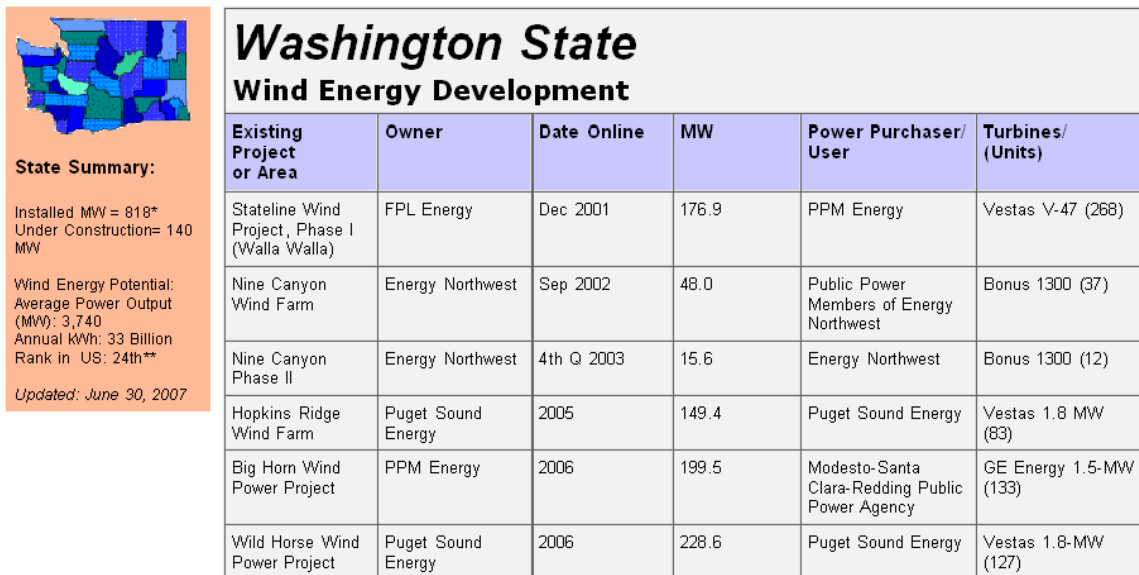 State Summary:
Installed MW = 818*
Under Construction= 140
MW
Wind Energy Potential:
Average Power Output
(MW): 3,740
Annual kWh: 33 Billion
Rank in US: 24th**
Updated: June 30, 2007
Washington State
Wind Energy Development
Existing
Project
or Area
Owner
Date Online
MW
Power Purchaser/
User
Turbines/
(Units)
Stateline Wind
Project, Phase I
(Walla Walla)
FPL Energy
Dec 2001
176.9
PPM Energy
Vestas V-47 (268)
Nine Canyon
Wind Farm
Energy Northwest
Sep 2002
48.0
Public Power
Members of Energy
Northwest
Bonus 1300 (37)
Nine Canyon
Phase II
Energy Northwest
4th Q 2003
15.6
Energy Northwest
Bonus 1300 (12)
Hopkins Ridge
Wind Farm
Puget Sound
Energy
2005
149.4
Puget Sound Energy
Vestas 1.8 MW
(83)
Big Horn Wind
Power Project
PPM Energy
2006
199.5
Modesto-Santa
Clara-Redding Public
Power Agency
GE Energy 1.5-MW
(133)
Wild Horse Wind
Power Project
Puget Sound
Energy
2006
228.6
Puget Sound Energy
Vestas 1.8-MW
(127)